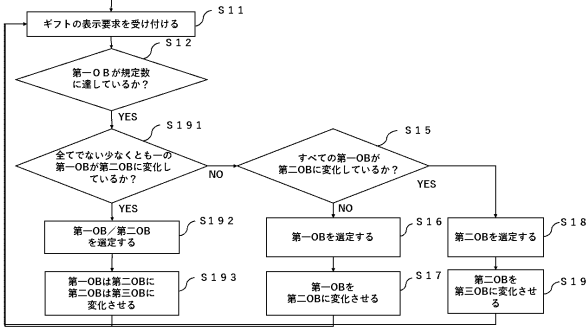 Ｓ１１
ギフトの表示要求を受け付ける
Ｓ１２
第一ＯＢが規定数
に達しているか？
YES
Ｓ１９１
全てでない少なくとも一の
第一OBが第二OBに変化し
ているか？
NO
YES
Ｓ１５
すべての第一OBが
第二OBに変化しているか？
YES
NO
Ｓ１９２
第一OB／第二OB
を選定する
Ｓ１６
第一OBを選定する
Ｓ１８
第二OBを選定する
Ｓ１９３
第一OBは第二OBに
第二OBは第三OBに
変化させる
Ｓ１７
第一OBを
第二OBに変化させる
Ｓ１９
第二OBを
第三OBに変化させ
る